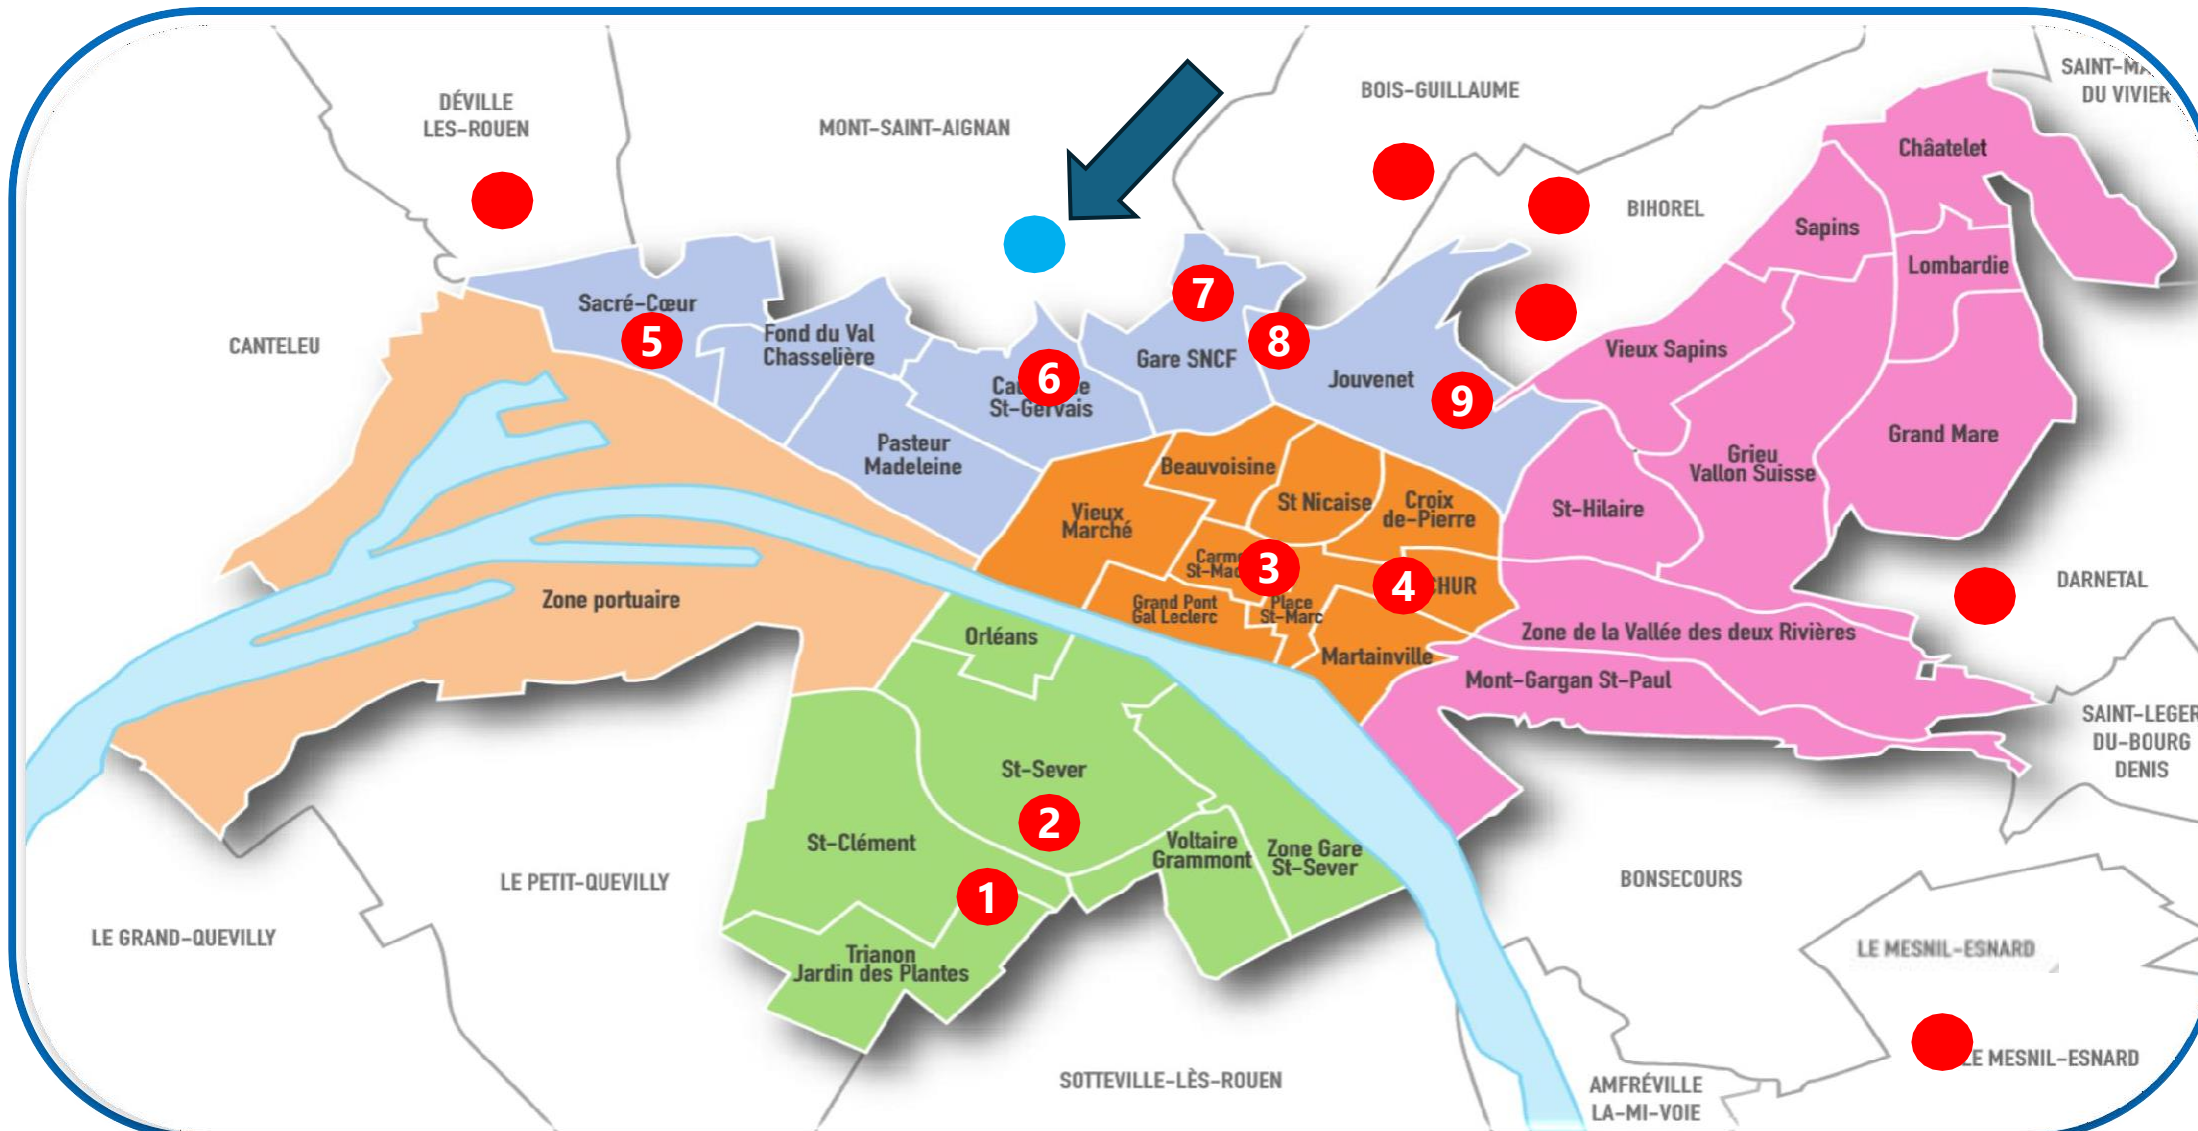 DÉVILLE
LES-ROUEN
MONT-SAINT-AIGNAN
BOIS-GUILLAUME
SAINT-MA
DU VIVIER
BIHOREL
CANTELEU
Châatelet
Sapins
Lombardie
Sacré-Cœur
5
Fond du Val
Chasselière
7
8
Gare SNCF
6
St-Gervais
Jouvenet
9
Vieux Sapins
Grand Mare
Pasteur
Madeleine
Beauvoisine
Grieu
Vallon Suisse
St Nicaise
Croix
de-Pierre
St-Hilaire
Vieux
Marché
3
4
CHUR
DARNETAL
Zone portuaire
Grand Pont
Gal Leclerc
Place
St-Marc
Orléans
Martainville
Zone de la Vallée des deux Rivières
Mont-Gargan St-Paul
SAINT-LEGER
DU-BOURG
DENIS
St-Sever
2
St-Clément
Voltaire
Grammont
Zone Gare
St-Sever
LE PETIT-QUEVILLY
1
BONSECOURS
LE GRAND-QUEVILLY
Trianon
Jardin des Plantes
LE MESNIL-ESNARD
LE MESNIL-ESNARD
SOTTEVILLE-LÈS-ROUEN
AMFRÉVILLE
LA-MI-VOIE